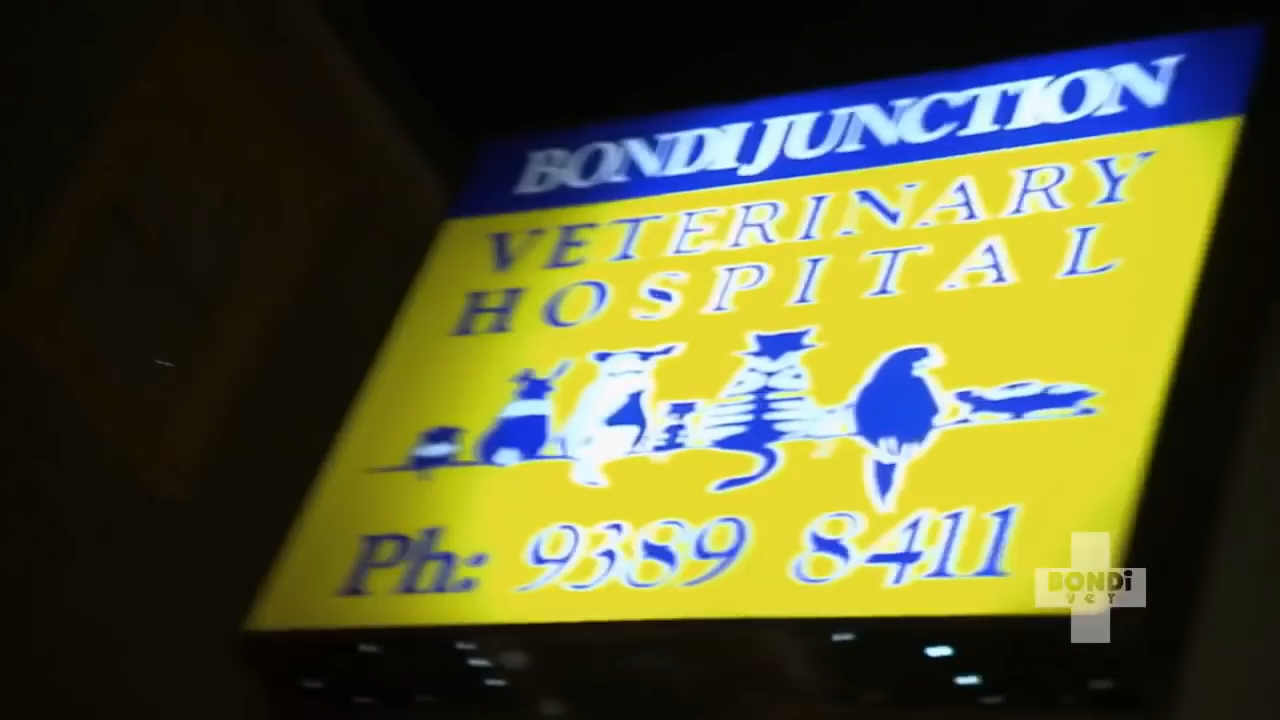 BONDI JUNCTION
VETERINARY
HOSPITAL
Ph: 9389 8411
BONDi
vet